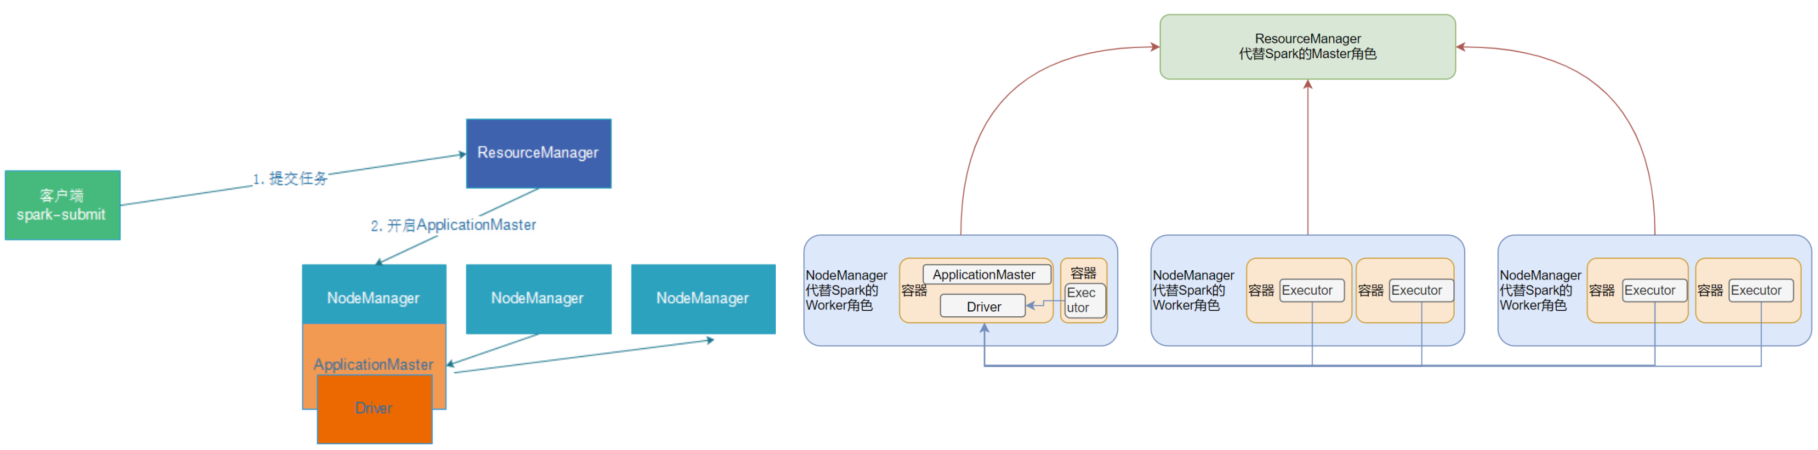 客户端
spark-submit
1. 提交任务
ResourceManager
2. 开启ApplicationMaster
NodeManager
NodeManager
NodeManager
ApplicationMaster
Driver
ResourceManager
代替Spark的Master角色
NodeManager
代替Spark的
Worker角色
容器
ApplicationMaster
Driver
容器
Exec
utor
NodeManager
代替Spark的
Worker角色
容器
Executor
容器
Executor
NodeManager
代替Spark的
Worker角色
容器
Executor
容器
Executor